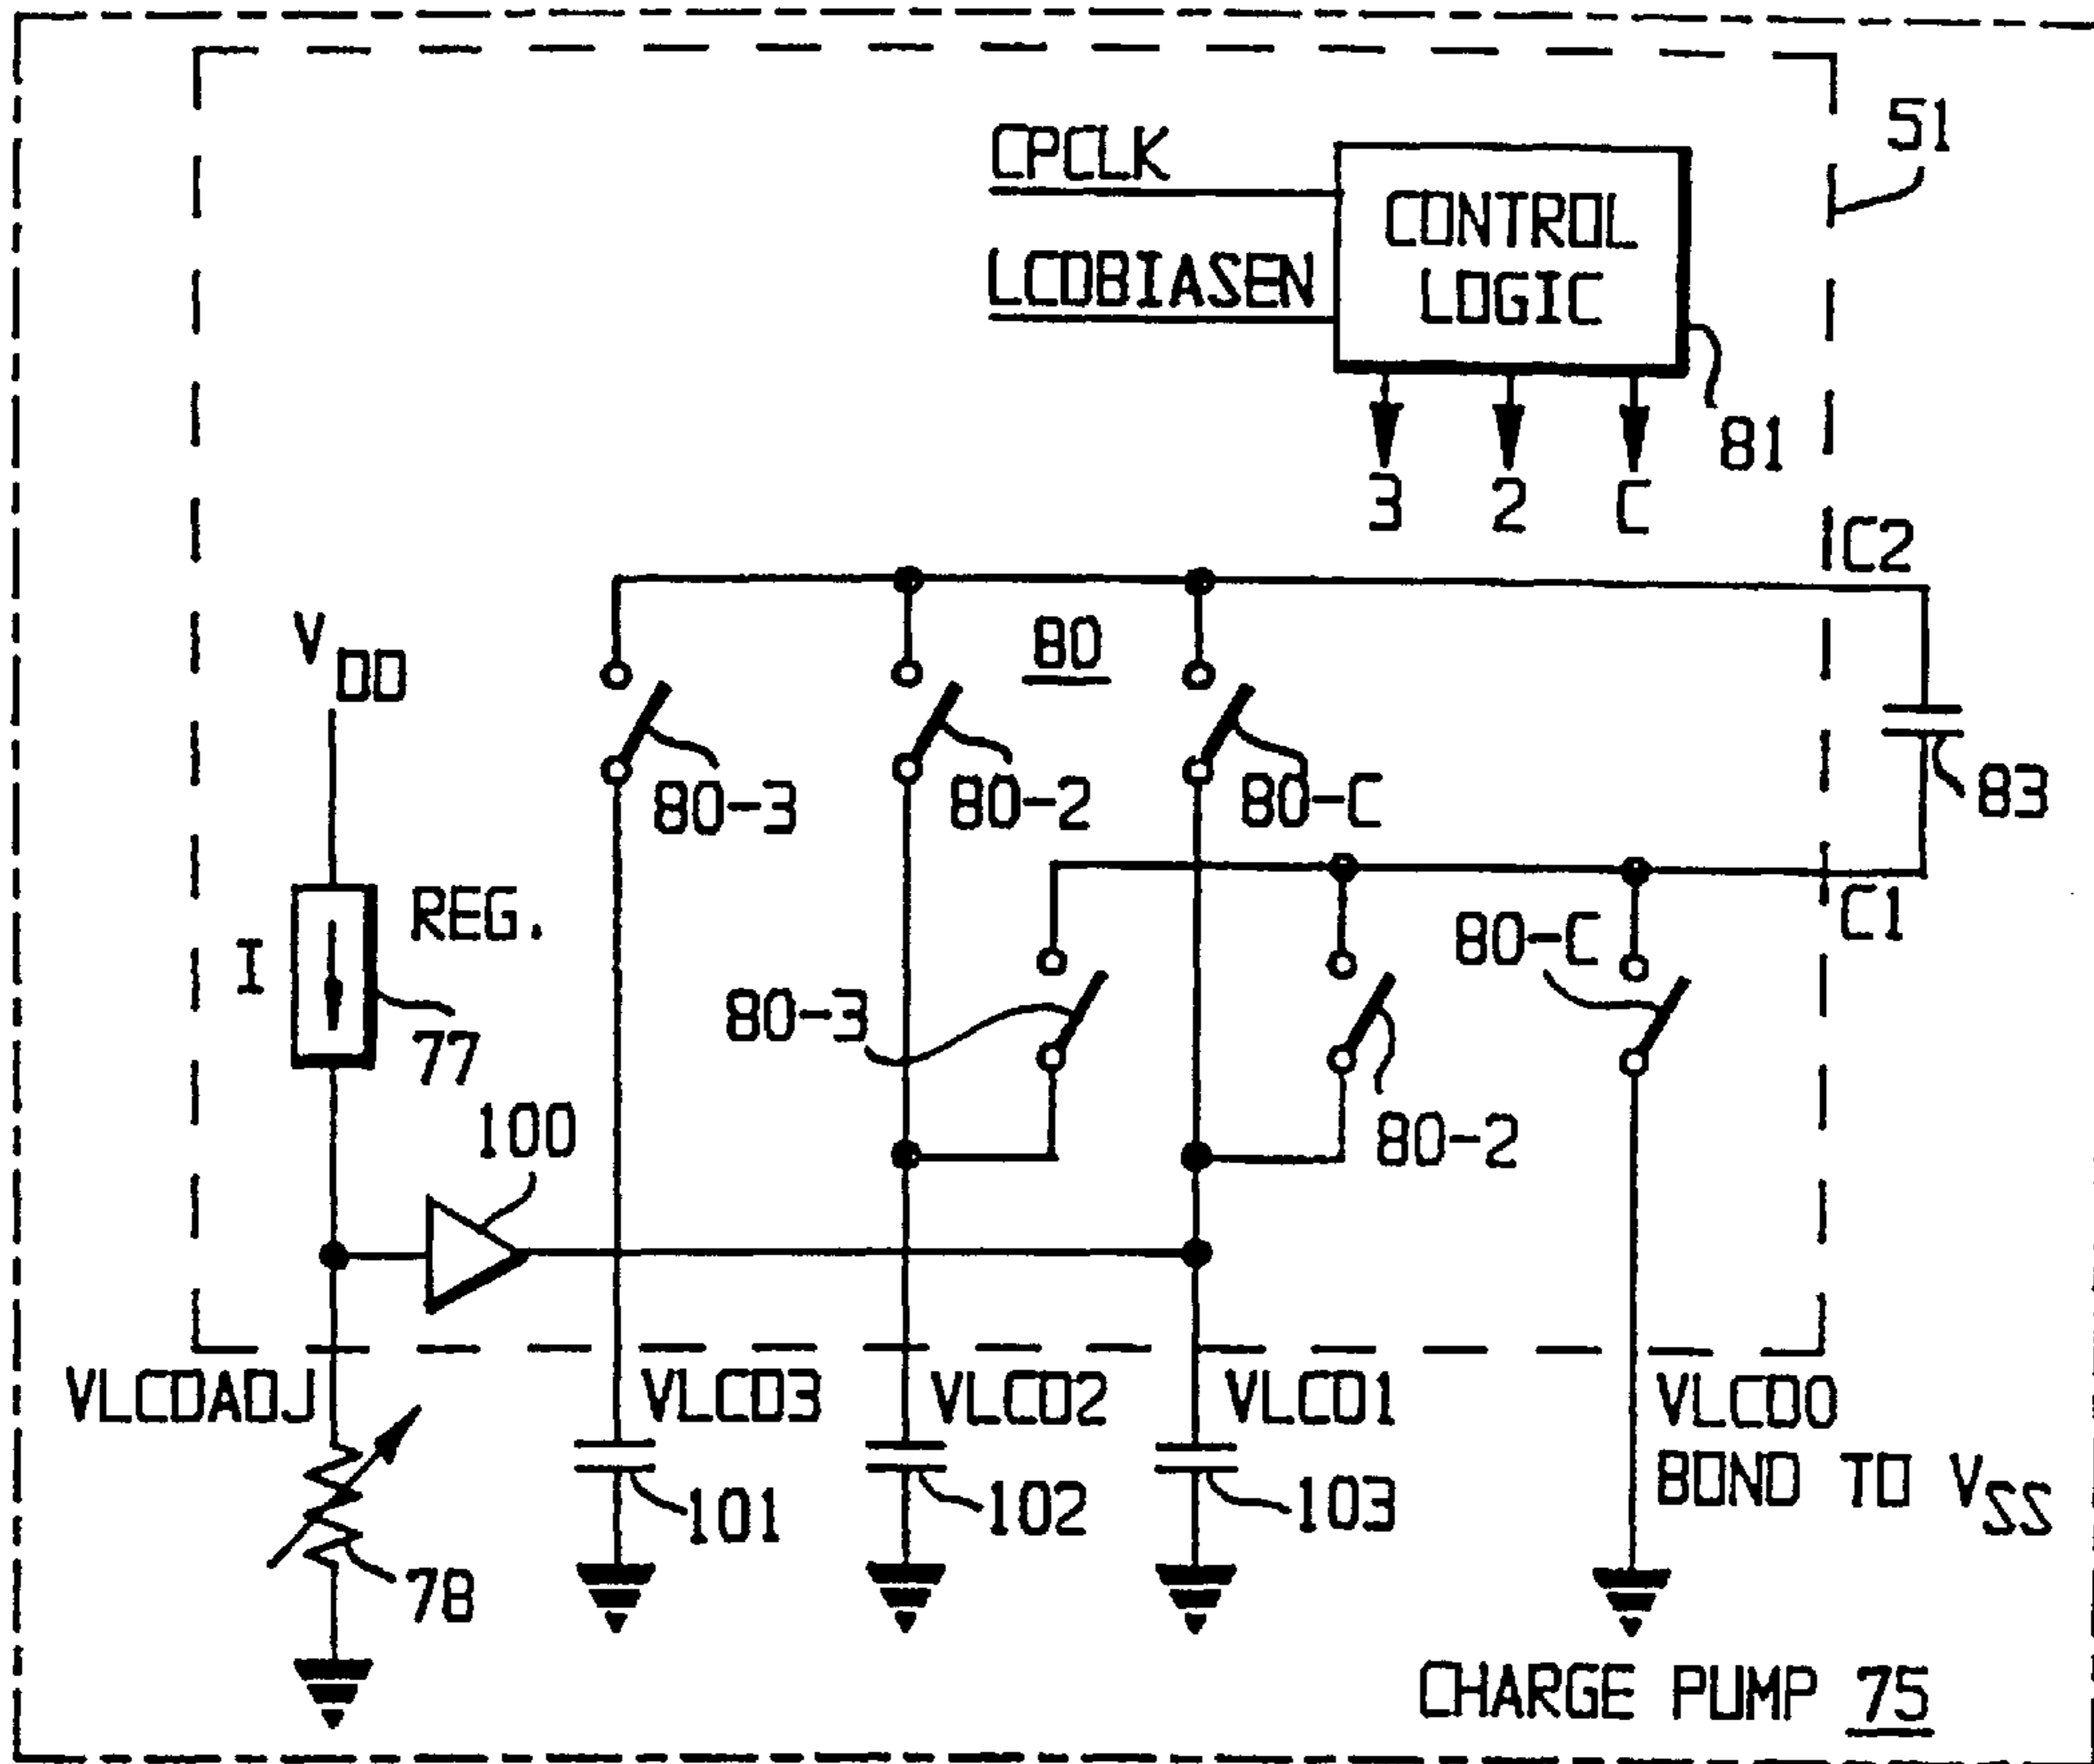 CPCLK
LCDBIASEN
CONTROL
LOGIC
51
81
3 2 C
C2
VDD
80
80-3
80-2
80-C
83
C1
I
REG.
77
80-3
80-2
80-C
100
VLCDADJ
VLCD3
VLCD2
VLCD1
VLCD0
BOND TO VSS
101
102
103
78
CHARGE PUMP 75